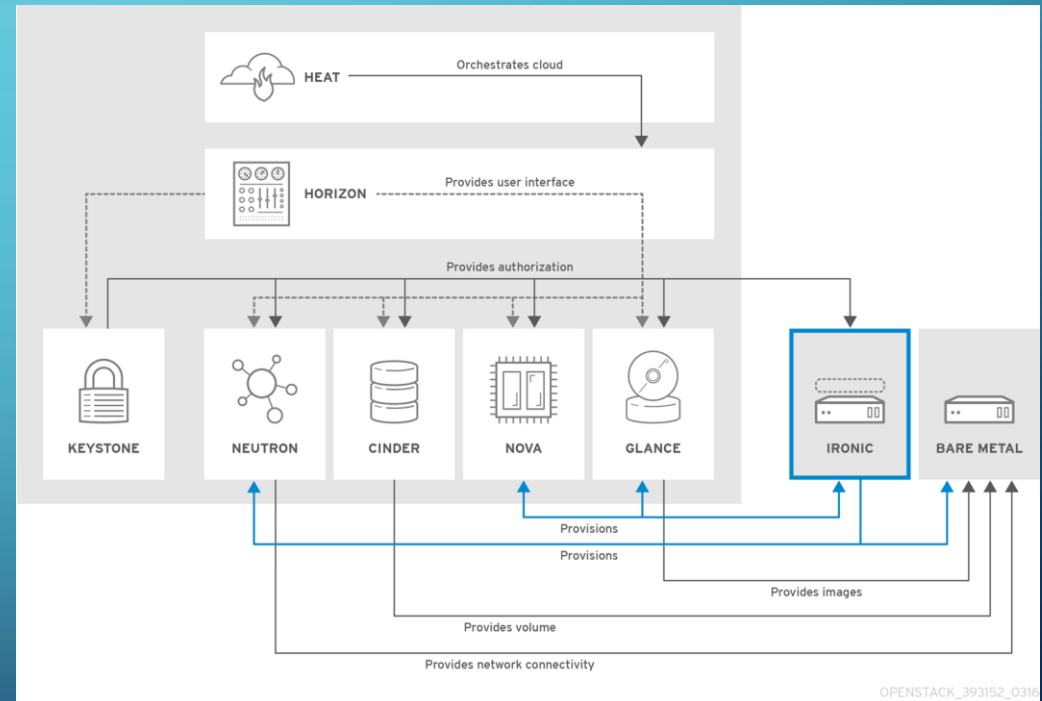 HEAT
Orchestrates cloud
HORIZON
Provides user interface
Provides authorization
KEYSTONE
NEUTRON
CINDER
NOVA
GLANCE
IRONIC
BARE METAL
Provisions
Provisions
Provides images
Provides volume
Provides network connectivity
OPENSTACK_393152_0316